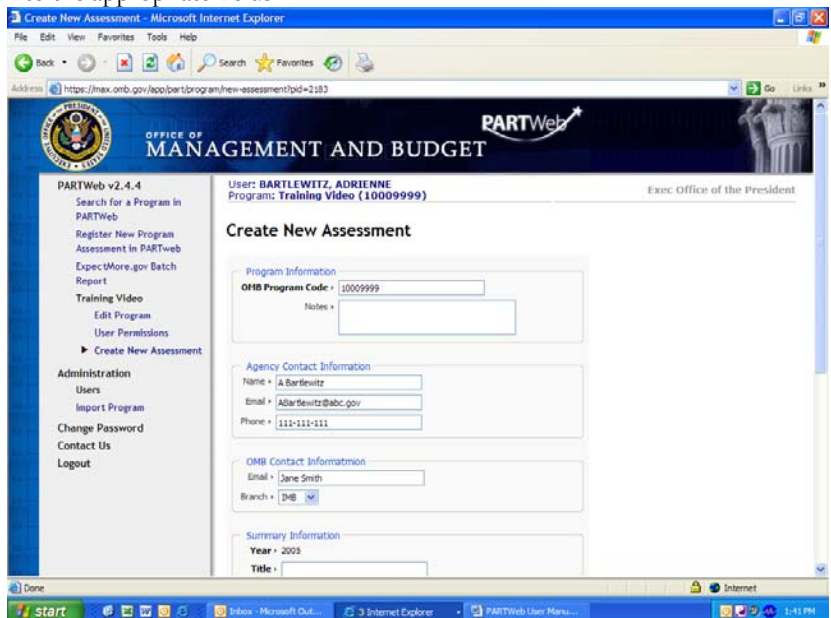 Create New Assessment - Microsoft Internet Explorer
File Edit View Favorites Tools Help
Back Search Favorites
Address https://max.omb.gov/app/part/program/new-assessment?pid=2183 Go Links »
OFFICE OF
MANAGEMENT AND BUDGET
PARTWeb
PARTWeb v2.4.4
Search for a Program in
PARTWeb
Register New Program
Assessment in PARTweb
ExpectMore.gov Batch
Report
Training Video
Edit Program
User Permissions
Create New Assessment
Administration
Users
Import Program
Change Password
Contact Us
Logout
User: BARTLEWITZ, ADRIENNE
Program: Training Video (10009999)
Exec Office of the President
Create New Assessment
Program Information
OMB Program Code 10009999
Notes
Agency Contact Information
Name A Bartlewitz
Email ABartlewitz@abc.gov
Phone 111-111-111
OMB Contact Informatmion
Email Jane Smith
Branch IMB
Summary Information
Year 2005
Title
Done Internet
start Inbox - Microsoft Out... 3 Internet Explorer PARTWeb User Manu... 1:41 PM